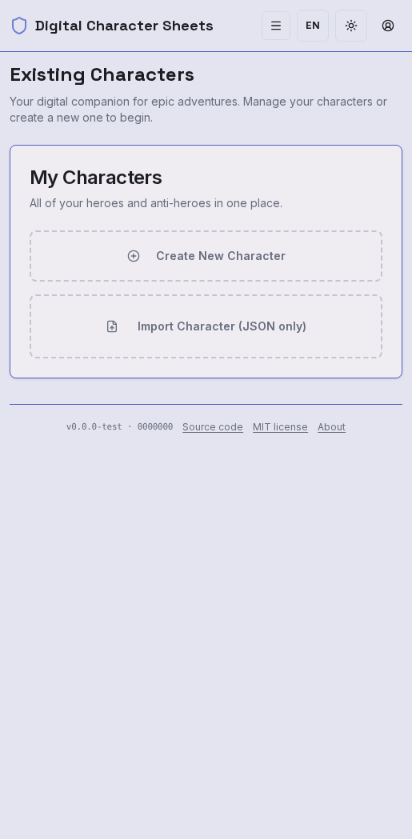 Digital Character Sheets
EN
Existing Characters
Your digital companion for epic adventures. Manage your characters or
create a new one to begin.
My Characters
All of your heroes and anti-heroes in one place.
Create New Character
Import Character (JSON only)
v0.0.0-test · 0000000 Source code MIT license About